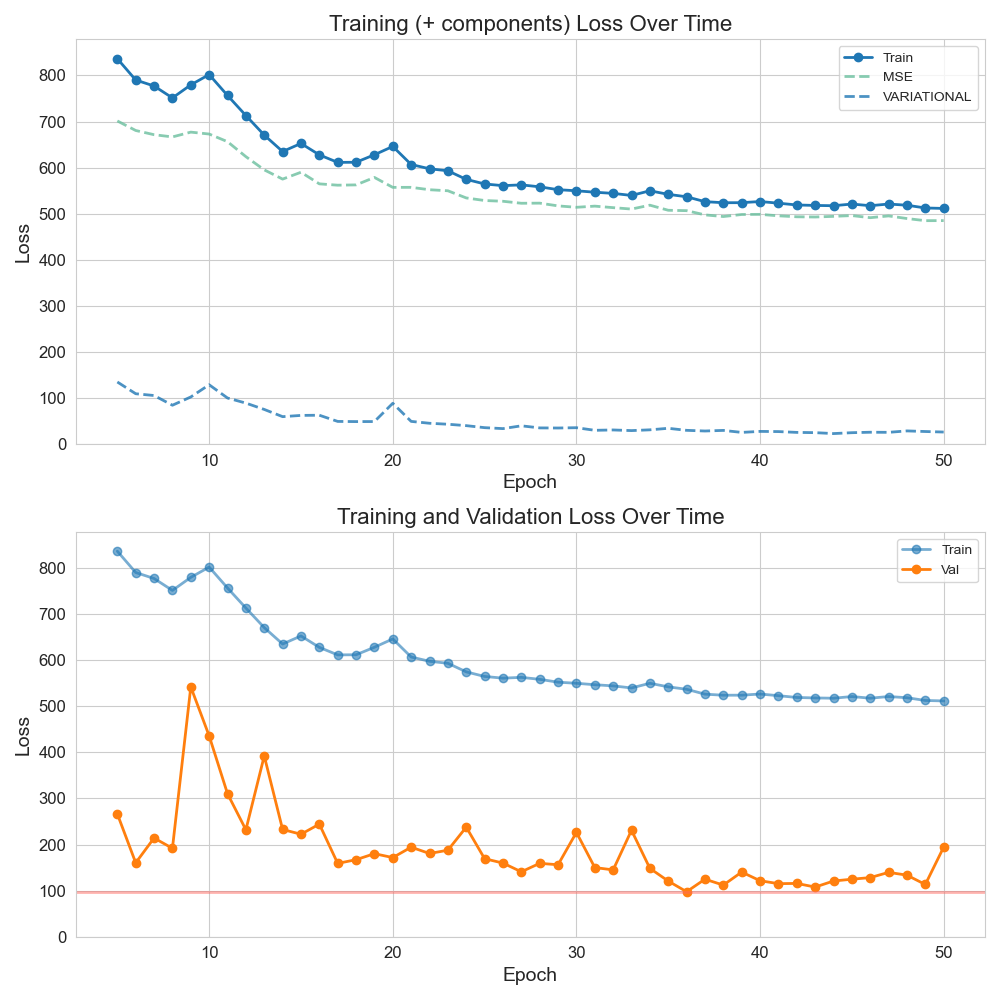 Training (+ components) Loss Over Time
Train
MSE
VARIATIONAL
800
700
600
500
400
300
200
100
0
Loss
10 20 30 40 50
Epoch
Training and Validation Loss Over Time
Train
Val
800
700
600
500
400
300
200
100
0
Loss
10 20 30 40 50
Epoch